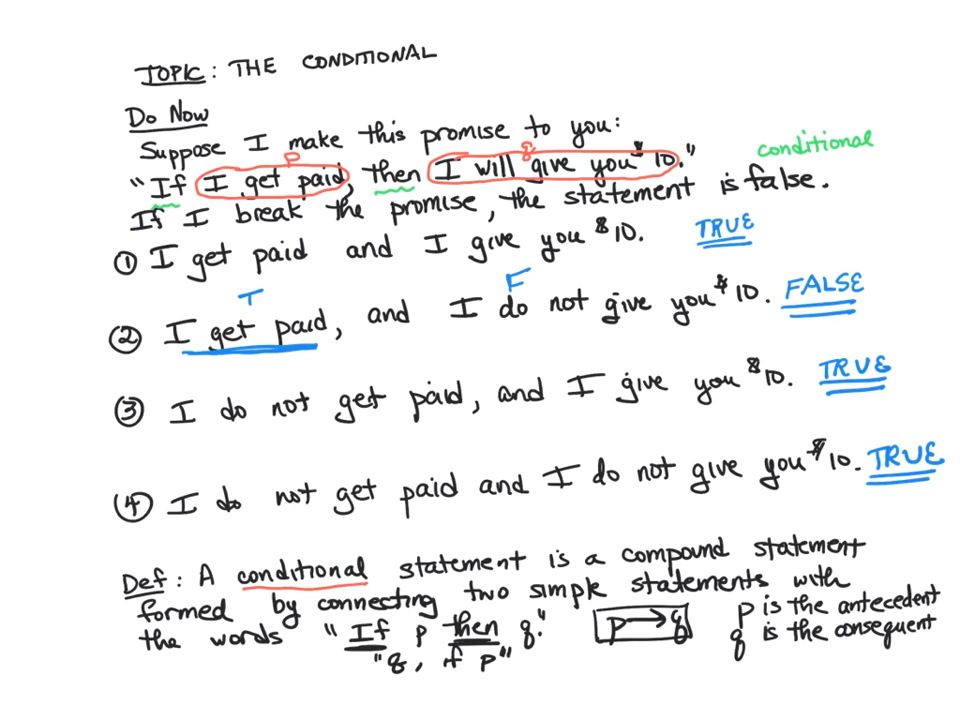 TOPIC: THE CONDITIONAL
Do Now
Suppose I make this promise to you:
p q conditional
"If I get paid, then I will give you $10."
If I break the promise, the statement is false.
① I get paid and I give you $10. TRUE
T F
② I get paid, and I do not give you $10. FALSE
③ I do not get paid, and I give you $10. TRUE
④ I do not get paid and I do not give you $10. TRUE
Def: A conditional statement is a compound statement
formed by connecting two simple statements with
the words "If p then q." p→q p is the antecedent
"q, if p" q is the consequent